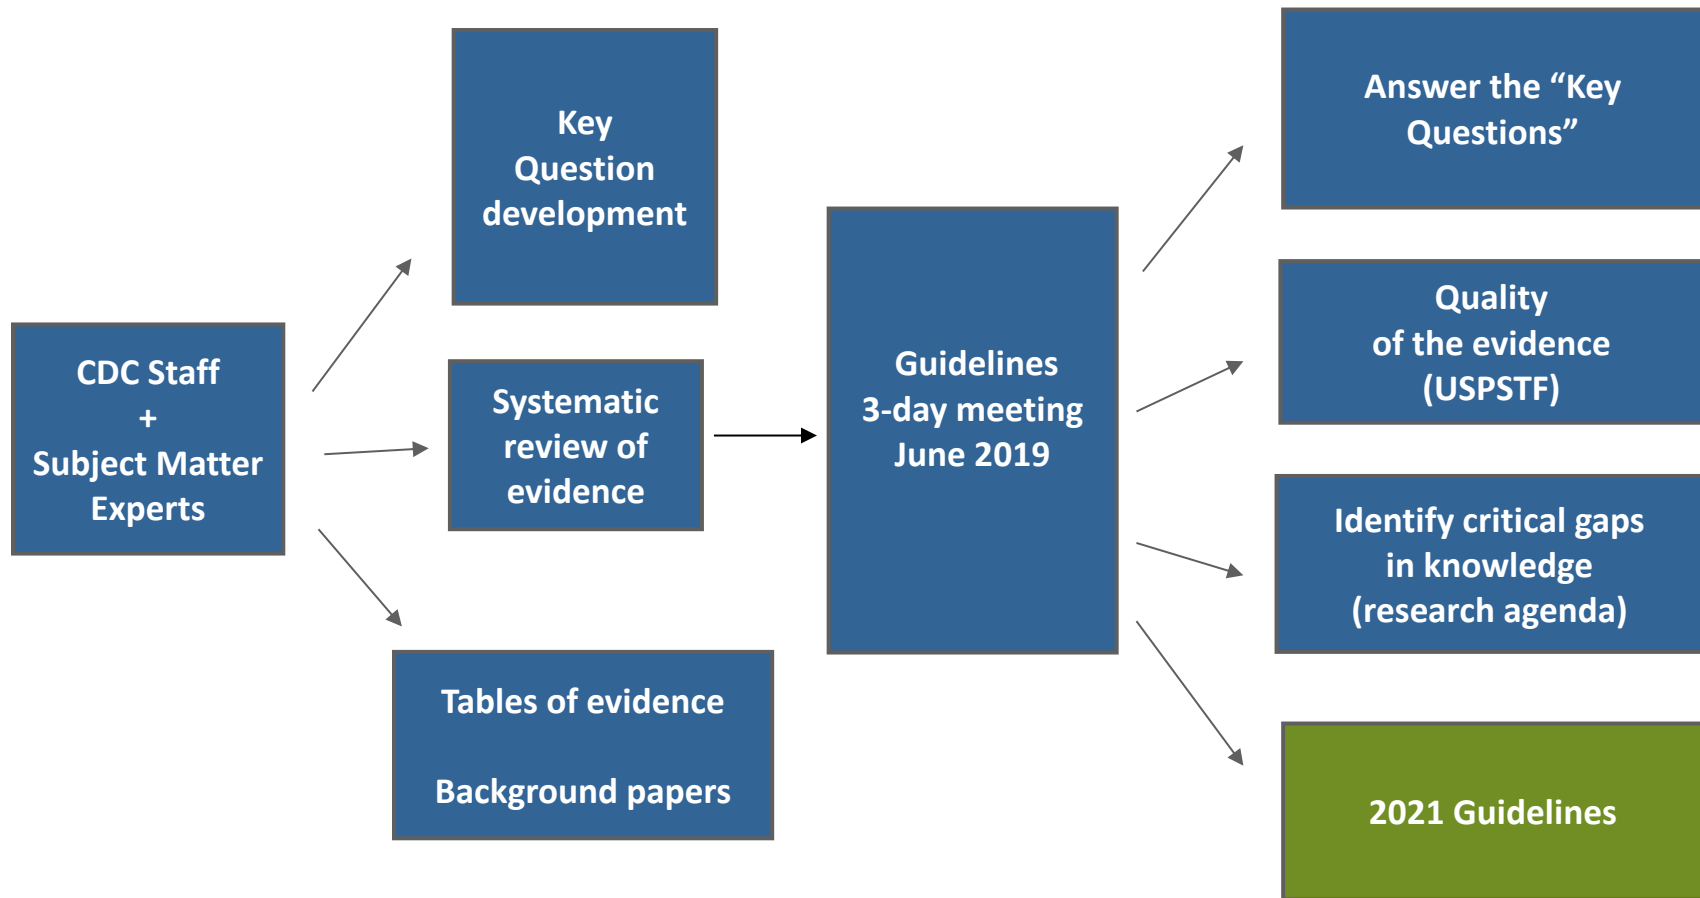 CDC Staff
+
Subject Matter
Experts
Key
Question
development
Systematic
review of
evidence
Tables of evidence
Background papers
Guidelines
3-day meeting
June 2019
Answer the “Key
Questions”
Quality
of the evidence
(USPSTF)
Identify critical gaps
in knowledge
(research agenda)
2021 Guidelines